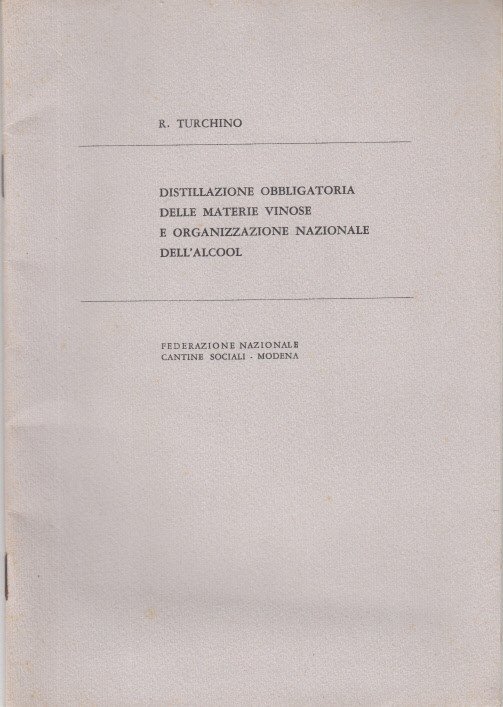 R. TURCHINO
DISTILLAZIONE OBBLIGATORIA
DELLE MATERIE VINOSE
E ORGANIZZAZIONE NAZIONALE
DELL'ALCOOL
FEDERAZIONE NAZIONALE
CANTINE SOCIALI - MODENA